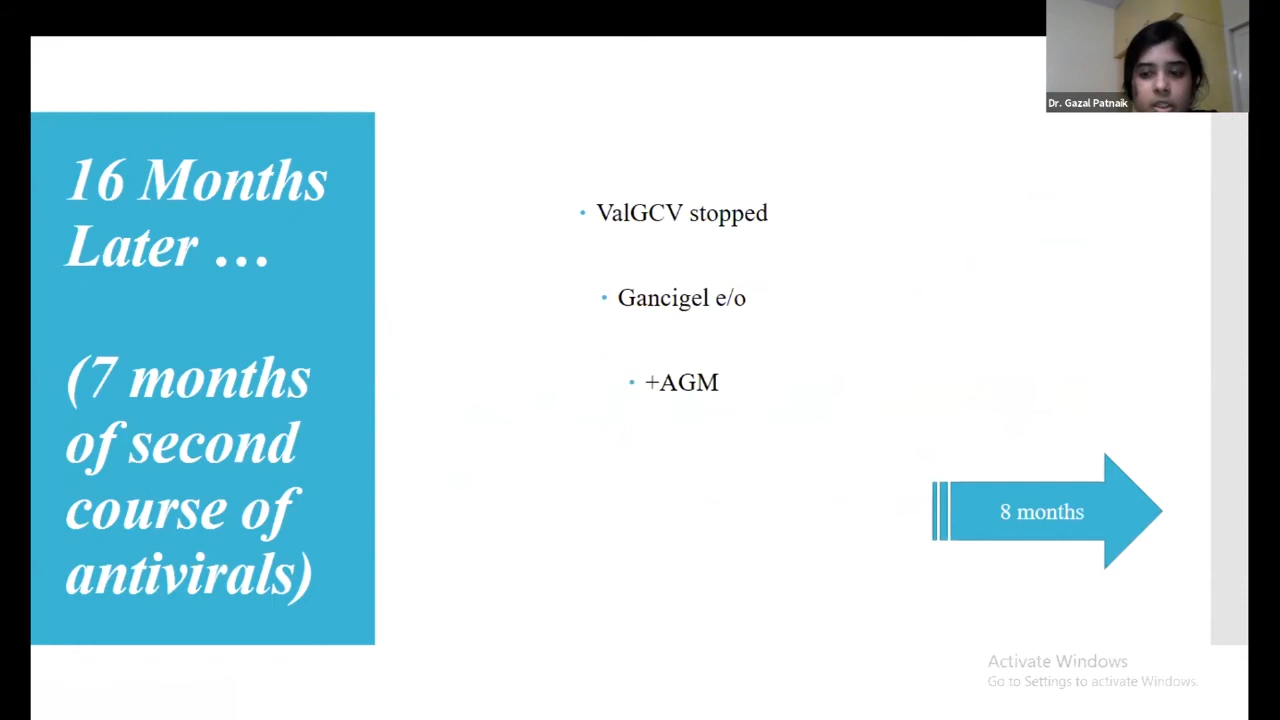 Dr. Gazal Patnaik
16 Months
Later …
(7 months
of second
course of
antivirals)
• ValGCV stopped
• Gancigel e/o
• +AGM
8 months
Activate Windows
Go to Settings to activate Windows.